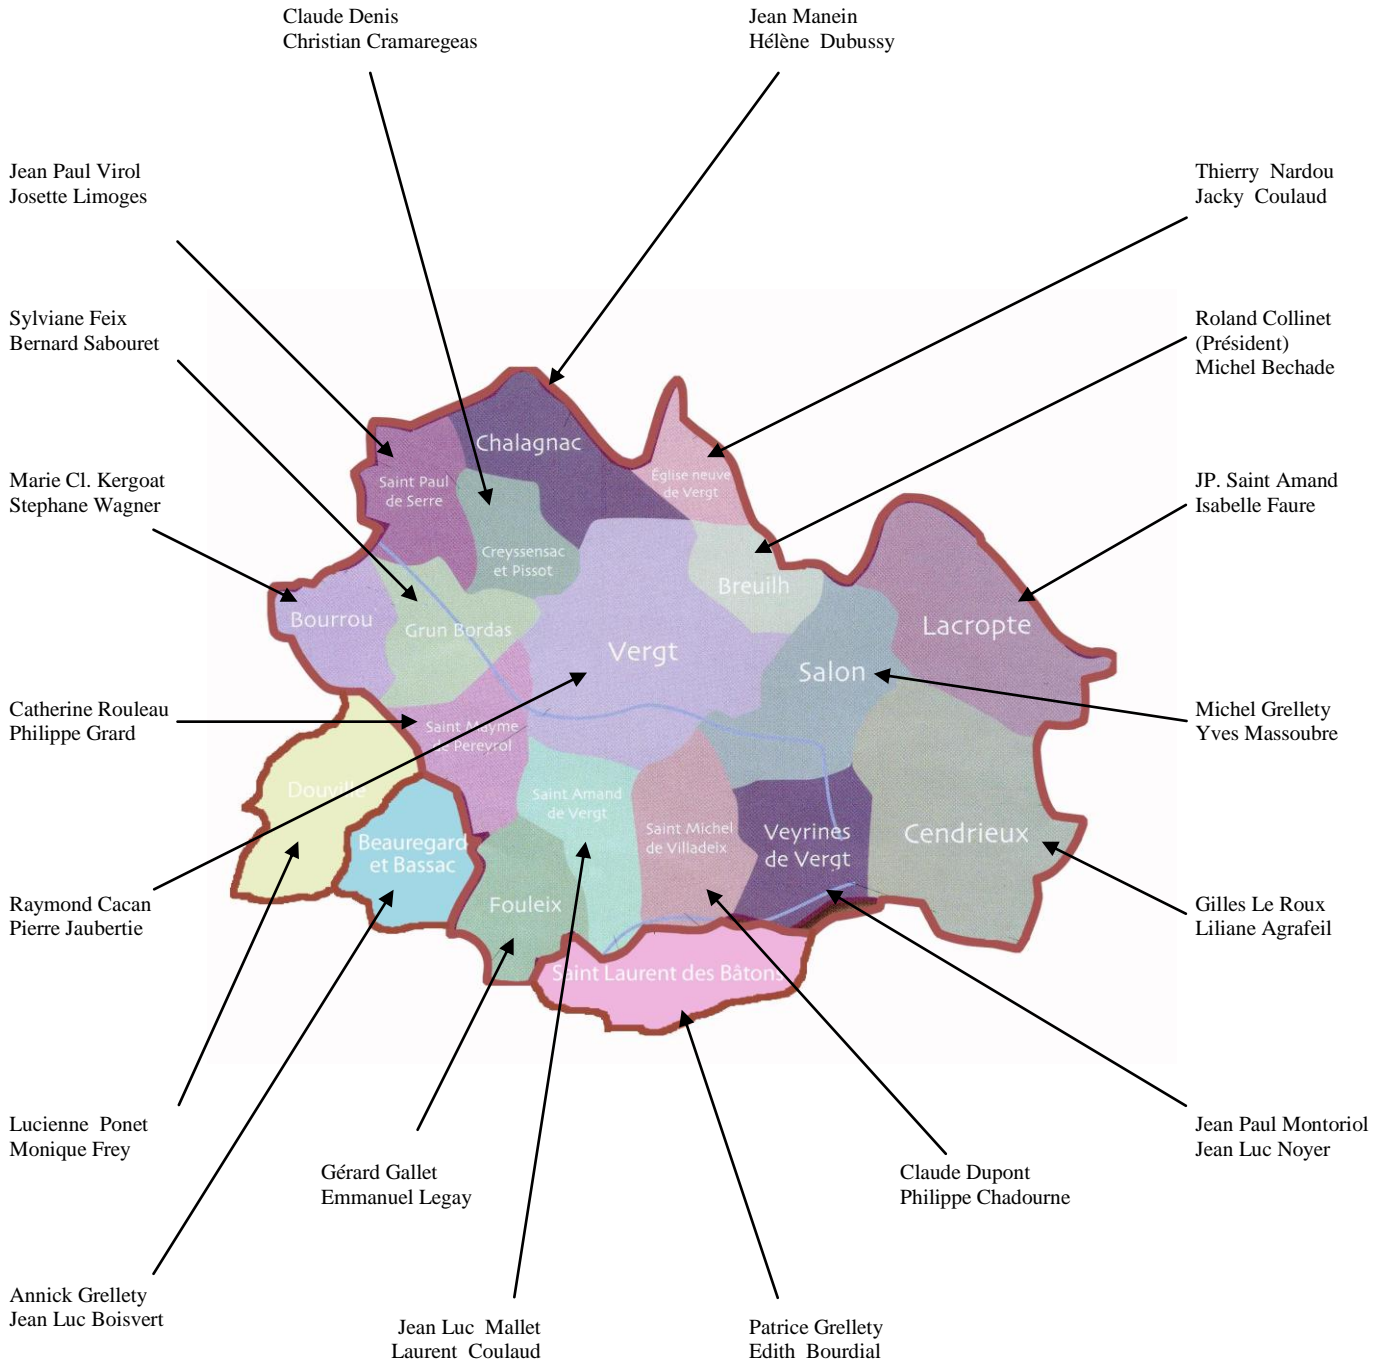 Claude Denis
Christian Cramaregeas
Jean Manein
Hélène Dubussy
Jean Paul Virol
Josette Limoges
Thierry Nardou
Jacky Coulaud
Sylviane Feix
Bernard Sabouret
Roland Collinet
(Président)
Michel Bechade
Marie Cl. Kergoat
Stephane Wagner
JP. Saint Amand
Isabelle Faure
Catherine Rouleau
Philippe Grard
Michel Grellety
Yves Massoubre
Raymond Cacan
Pierre Jaubertie
Gilles Le Roux
Liliane Agrafeil
Lucienne Ponet
Monique Frey
Jean Paul Montoriol
Jean Luc Noyer
Gérard Gallet
Emmanuel Legay
Claude Dupont
Philippe Chadourne
Annick Grellety
Jean Luc Boisvert
Jean Luc Mallet
Laurent Coulaud
Patrice Grellety
Edith Bourdial
Chalagnac
Saint Paul
de Serre
Église neuve
de Vergt
Creyssensac
et Pissot
Breuilh
Bourrou
Grun Bordas
Vergt
Lacropte
Salon
Saint Mayme
de Pereyrol
Douville
Beauregard
et Bassac
Saint Amand
de Vergt
Saint Michel
de Villadeix
Veyrines
de Vergt
Cendrieux
Fouleix
Saint Laurent des Bâtons